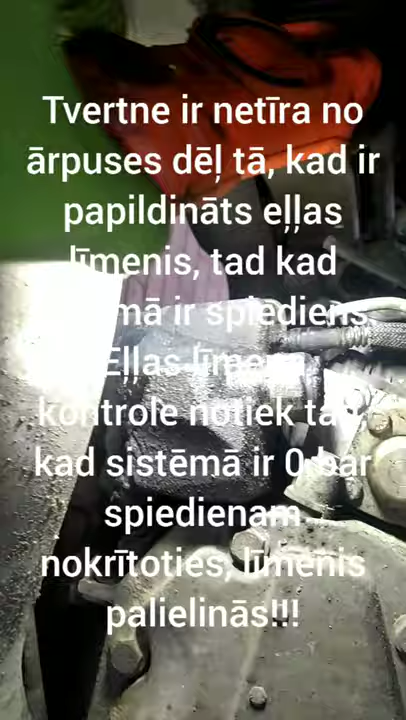 Tvertne ir netīra no
ārpuses dēļ tā, kad ir
papildināts eļļas
līmenis, tad kad
ir spiediens
Eļļas līmeņa
kontrole notiek tad,
kad sistēmā ir 0 bar
spiedienam
nokrītoties, līmenis
palielinās!!!